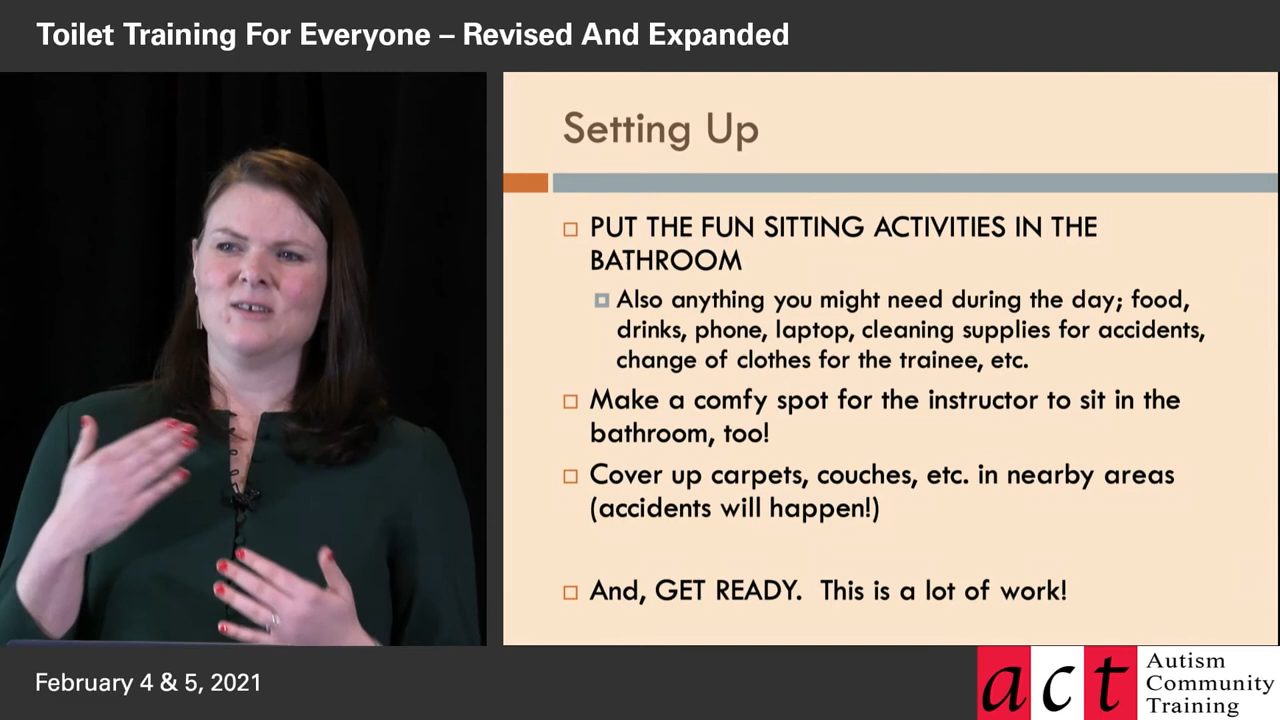 Toilet Training For Everyone – Revised And Expanded
Setting Up
PUT THE FUN SITTING ACTIVITIES IN THE
BATHROOM
Also anything you might need during the day; food,
drinks, phone, laptop, cleaning supplies for accidents,
change of clothes for the trainee, etc.
Make a comfy spot for the instructor to sit in the
bathroom, too!
Cover up carpets, couches, etc. in nearby areas
(accidents will happen!)
And, GET READY.  This is a lot of work!
February 4 & 5, 2021
act
Autism
Community
Training